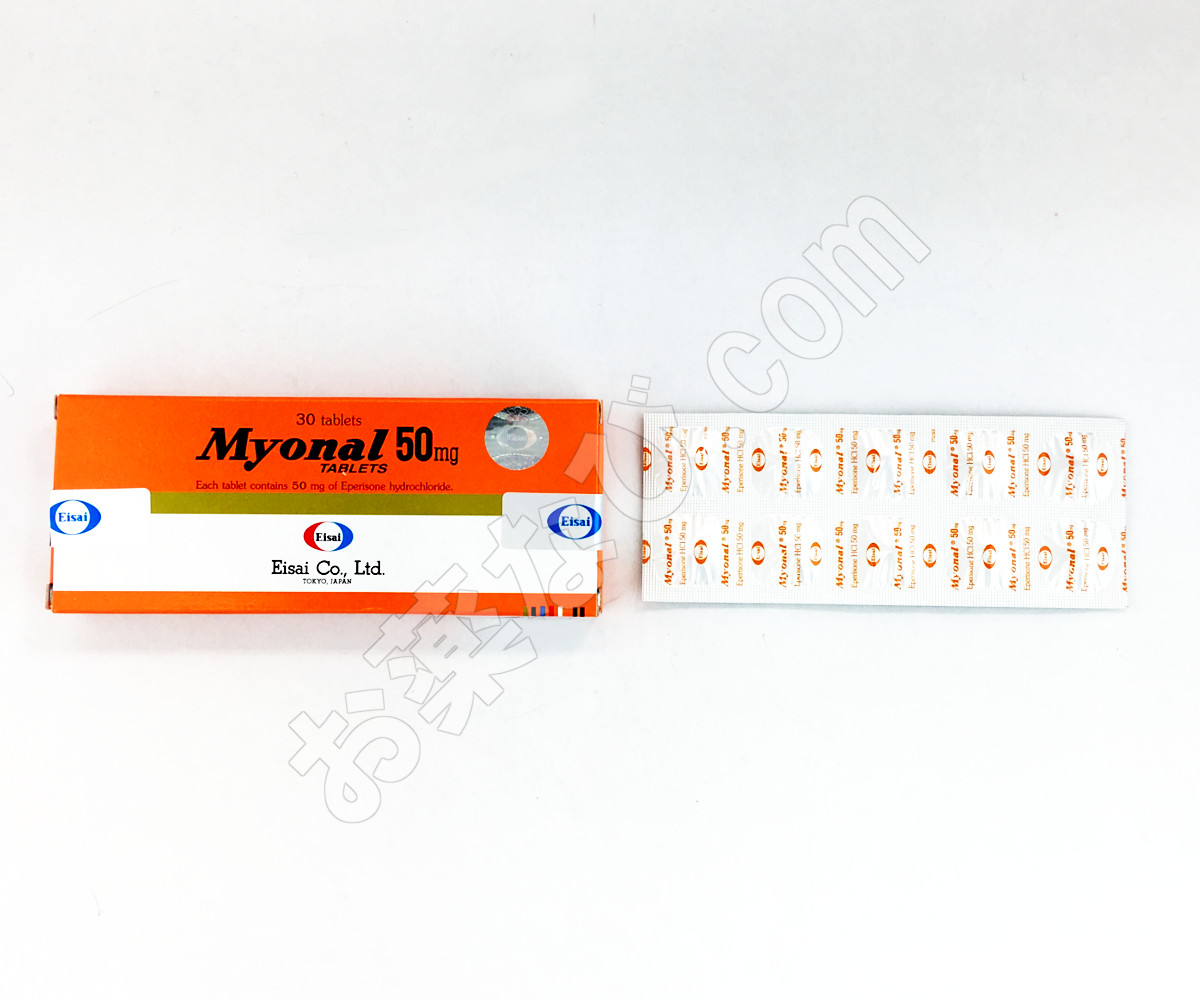 30 tablets
Myonal 50mg
TABLETS
Each tablet contains 50 mg of Eperisone hydrochloride.
Eisai
Eisai
Eisai
Eisai Co., Ltd.
TOKYO, JAPAN
Myonal® 50mg
Eperisone HCl 50 mg
Eisai
お薬なび.com